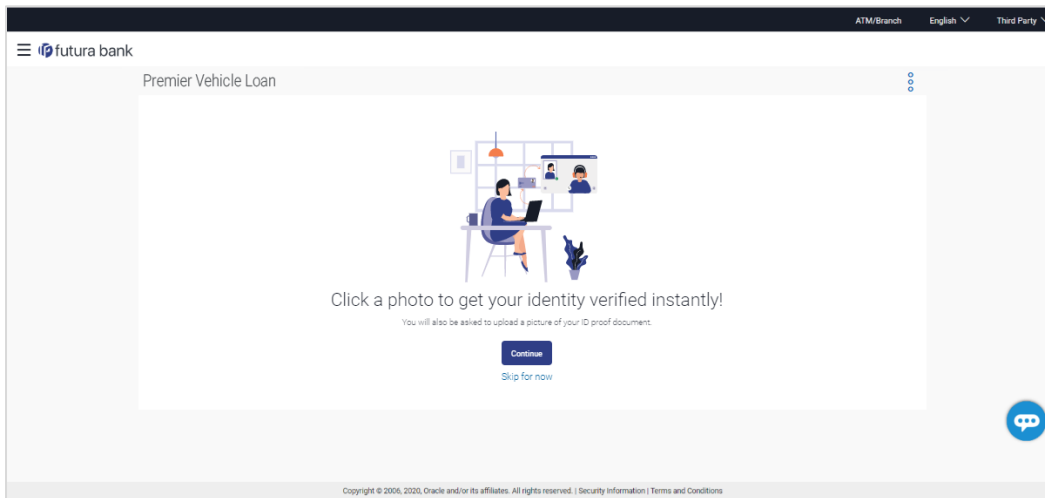 ATM/Branch English Third Party
futura bank
Premier Vehicle Loan
Click a photo to get your identity verified instantly!
You will also be asked to upload a picture of your ID proof document.
Continue
Skip for now
Copyright © 2006, 2020, Oracle and/or its affiliates. All rights reserved. | Security Information | Terms and Conditions